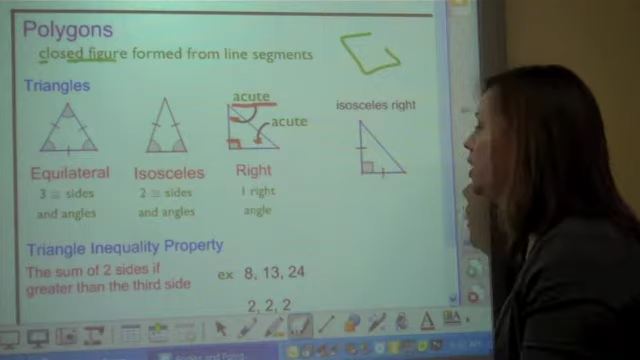 Polygons
closed figure formed from line segments
Triangles
acute
acute
isosceles right
Equilateral
Isosceles
Right
3 ≅ sides
and angles
2 ≅ sides
and angles
1 right
angle
Triangle Inequality Property
The sum of 2 sides if
greater than the third side
ex 8, 13, 24
2, 2, 2